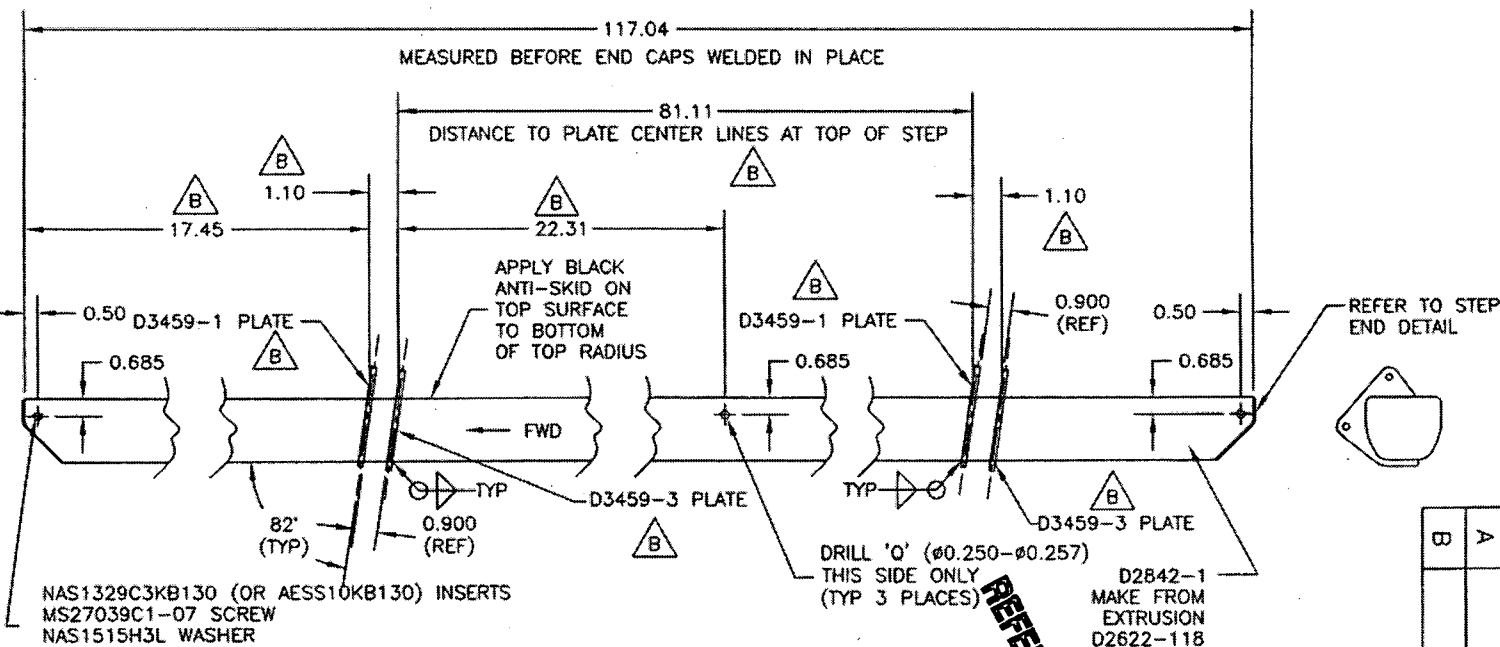 117.04
MEASURED BEFORE END CAPS WELDED IN PLACE
81.11
DISTANCE TO PLATE CENTER LINES AT TOP OF STEP
B
B
B
1.10
B
1.10
B
17.45
22.31
B
APPLY BLACK
ANTI-SKID ON
TOP SURFACE
TO BOTTOM
OF TOP RADIUS
B
0.900
(REF)
0.50
D3459-1 PLATE
B
D3459-1 PLATE
0.50
REFER TO STEP
END DETAIL
0.685
0.685
0.685
FWD
TYP
D3459-3 PLATE
B
TYP
D3459-3 PLATE
B
82°
(TYP)
0.900
(REF)
DRILL 'Q' (ø0.250-ø0.257)
THIS SIDE ONLY
(TYP 3 PLACES)
D2842-1
MAKE FROM
EXTRUSION
D2622-118
NAS1329C3KB130 (OR AESS10KB130) INSERTS
MS27039C1-07 SCREW
NAS1515H3L WASHER
A
B